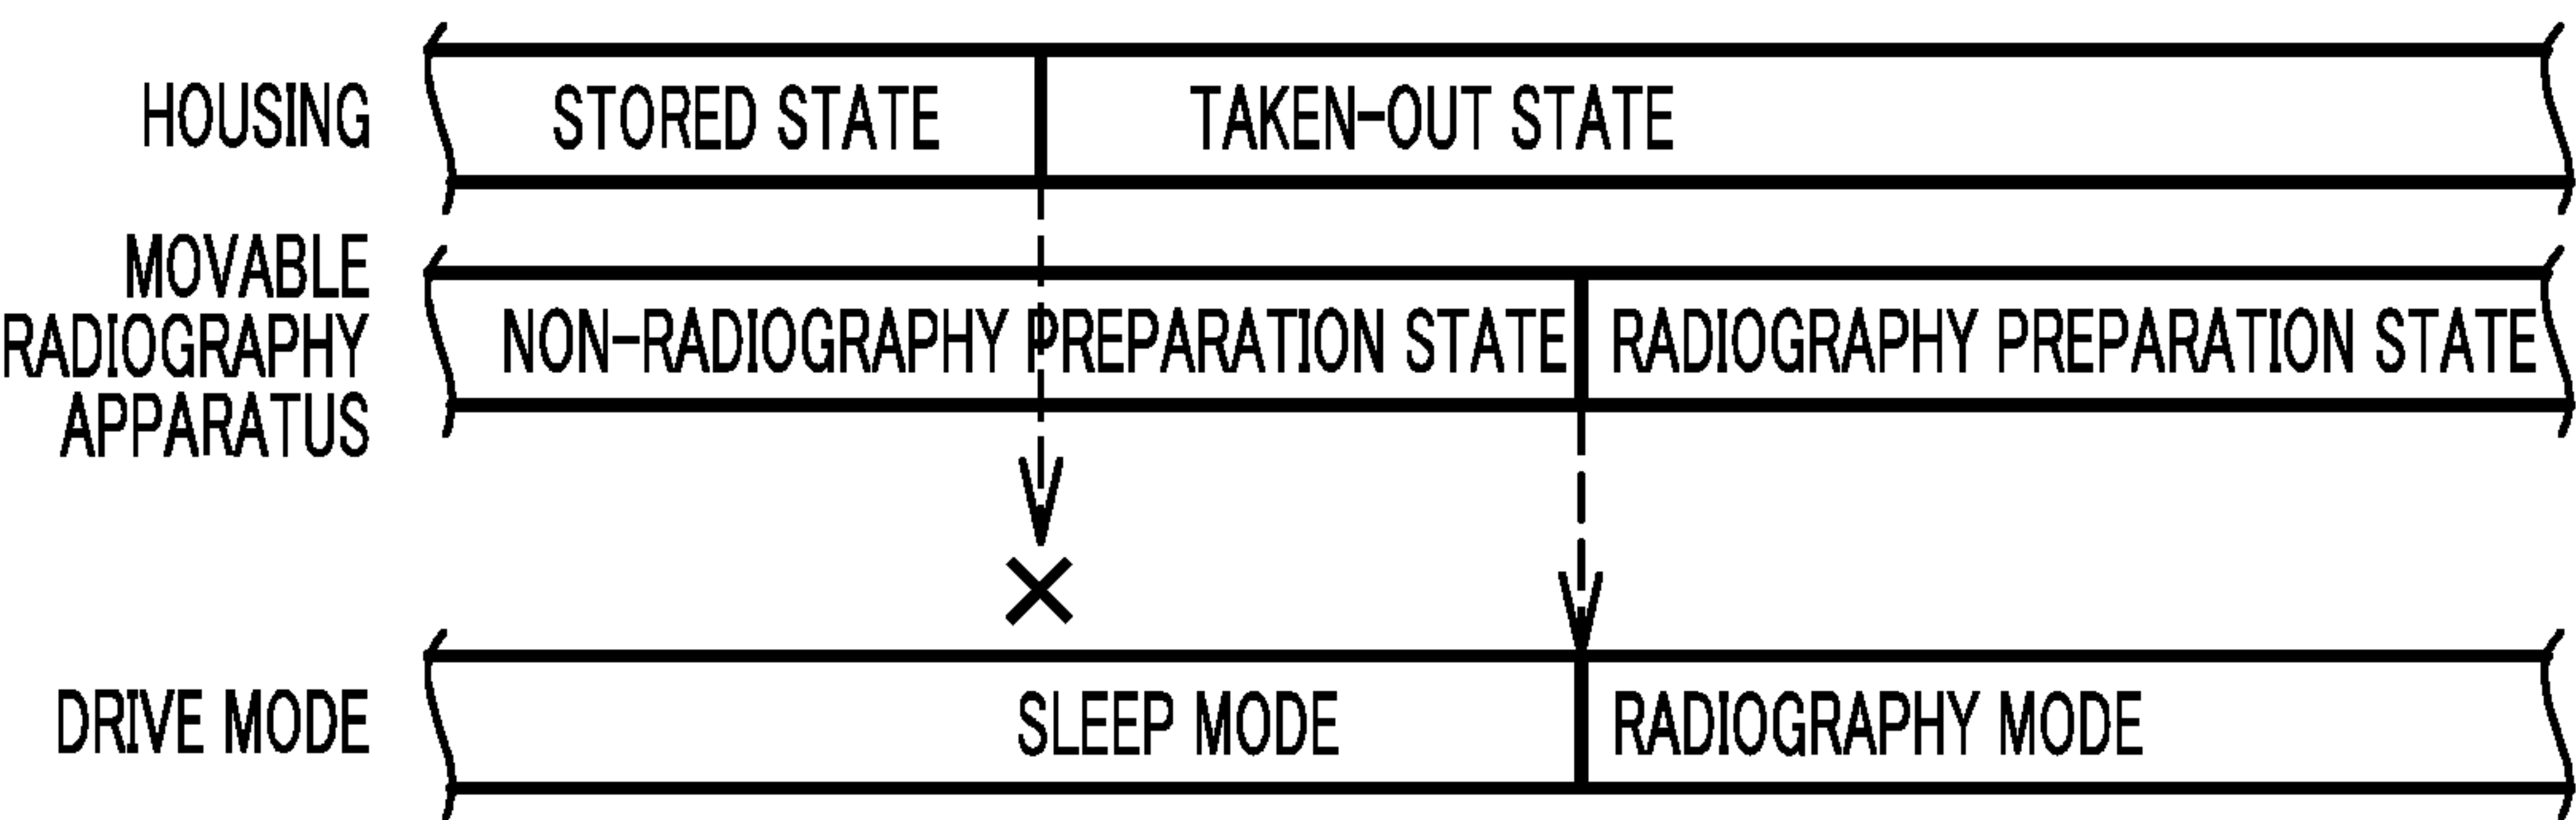 HOUSING
STORED STATE
TAKEN-OUT STATE
MOVABLE
RADIOGRAPHY
APPARATUS
NON-RADIOGRAPHY PREPARATION STATE
RADIOGRAPHY PREPARATION STATE
DRIVE MODE
SLEEP MODE
RADIOGRAPHY MODE